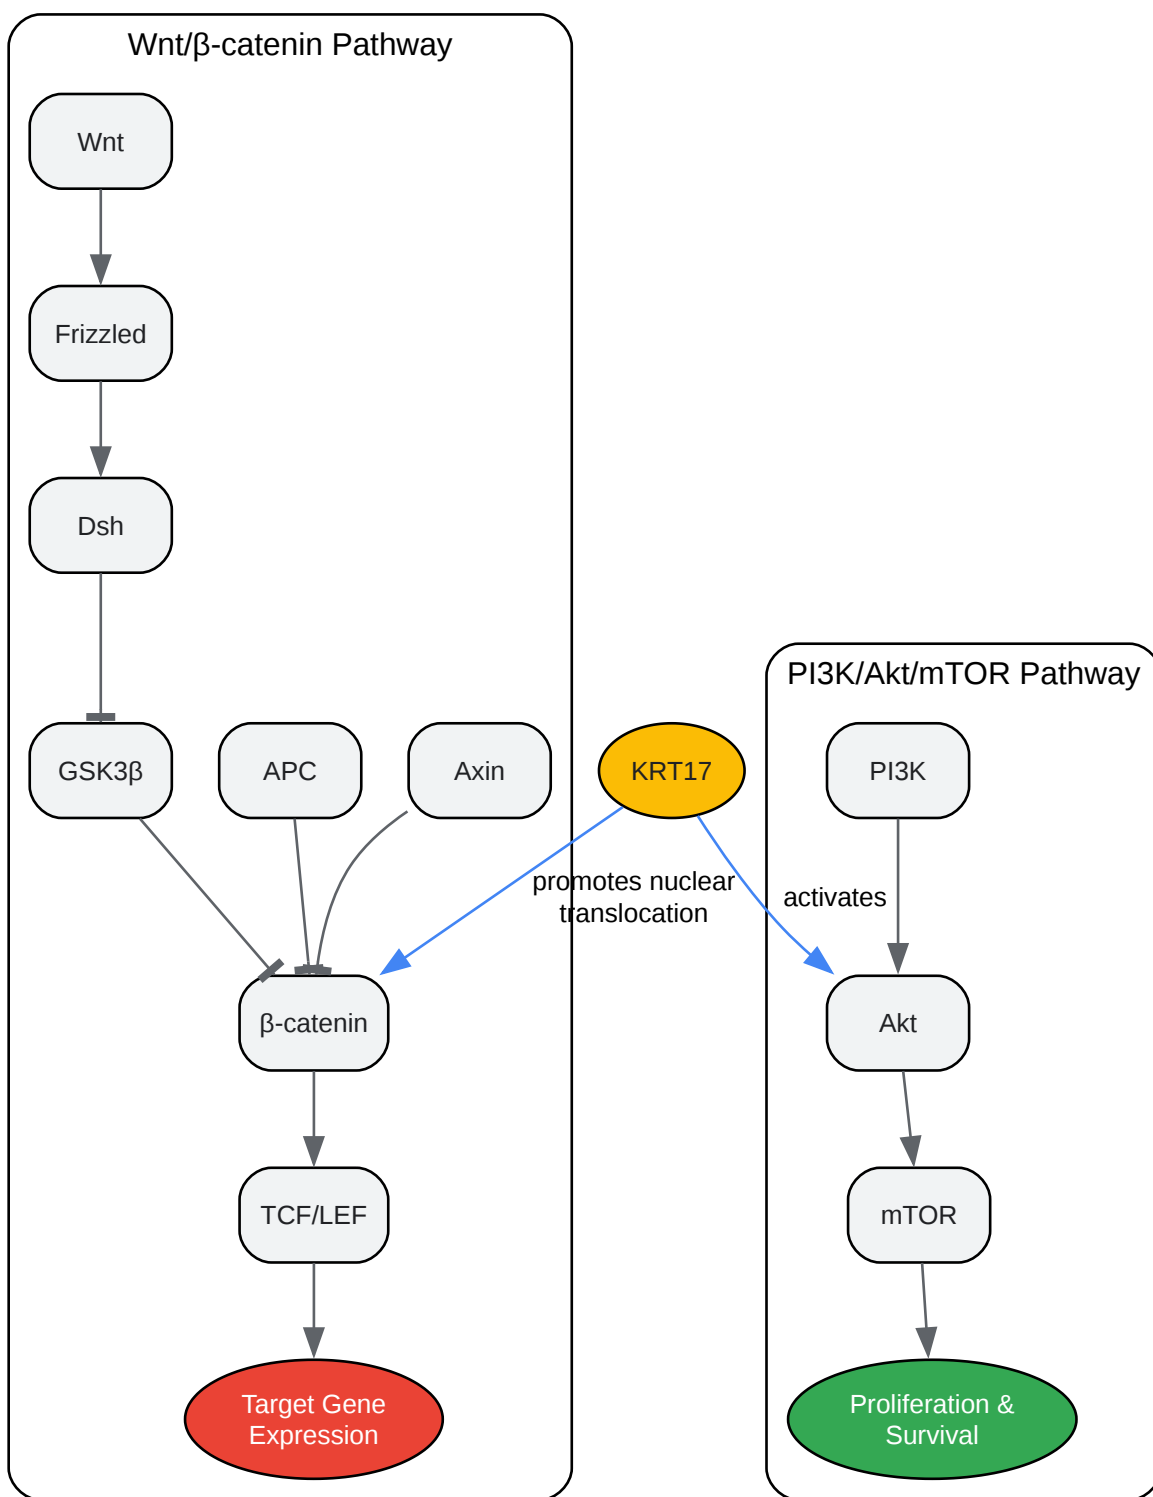 Wnt/β-catenin Pathway
Wnt
Frizzled
Dsh
PI3K/Akt/mTOR Pathway
GSK3β
APC
Axin
KRT17
PI3K
promotes nuclear
translocation
activates
β-catenin
Akt
TCF/LEF
mTOR
Target Gene
Expression
Proliferation &
Survival